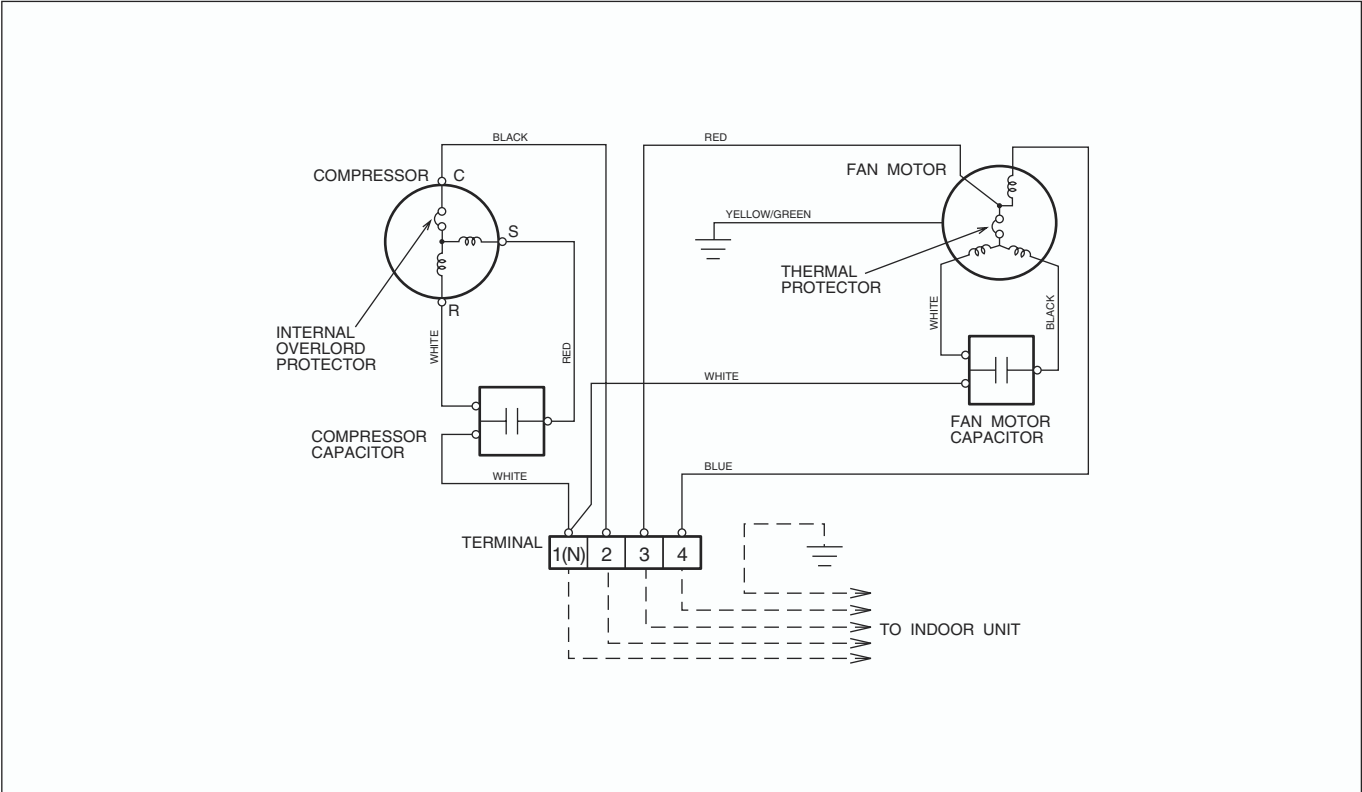 BLACK
RED
COMPRESSOR
C
FAN MOTOR
YELLOW/GREEN
S
THERMAL
PROTECTOR
R
INTERNAL
OVERLORD
PROTECTOR
WHITE
RED
WHITE
BLACK
WHITE
COMPRESSOR
CAPACITOR
FAN MOTOR
CAPACITOR
WHITE
BLUE
TERMINAL
1(N) 2 3 4
TO INDOOR UNIT